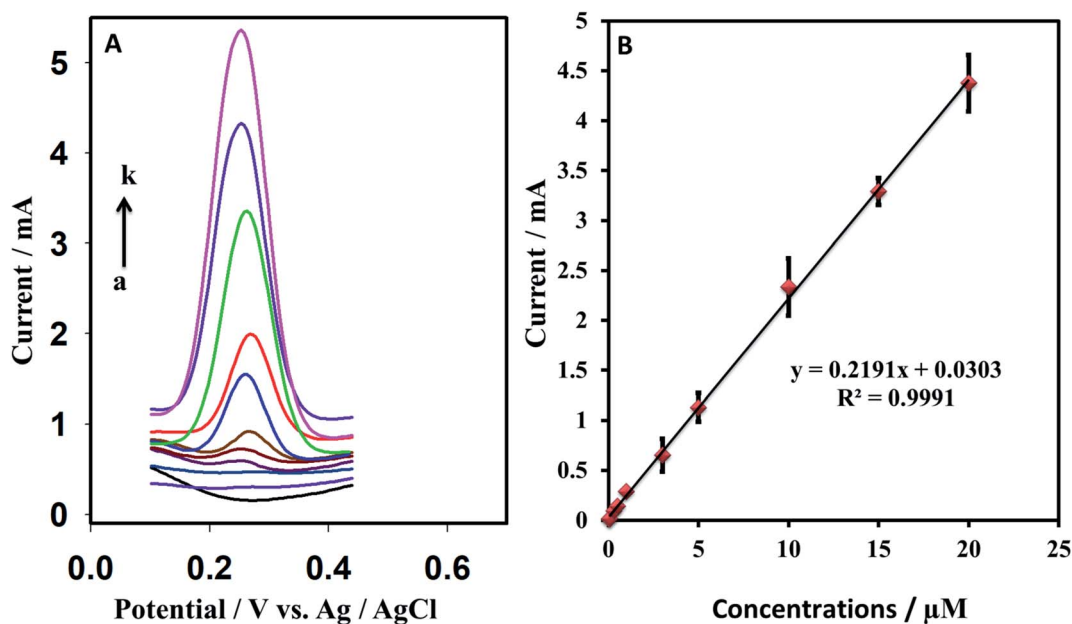 A
5
4
3
2
1
0
0.0
0.2
0.4
0.6
k
a
Current / mA
Potential / V vs. Ag / AgCl
B
5
4.5
4
3.5
3
2.5
2
1.5
1
0.5
0
0
5
10
15
20
25
Current / mA
y = 0.2191x + 0.0303
R² = 0.9991
Concentrations / µM